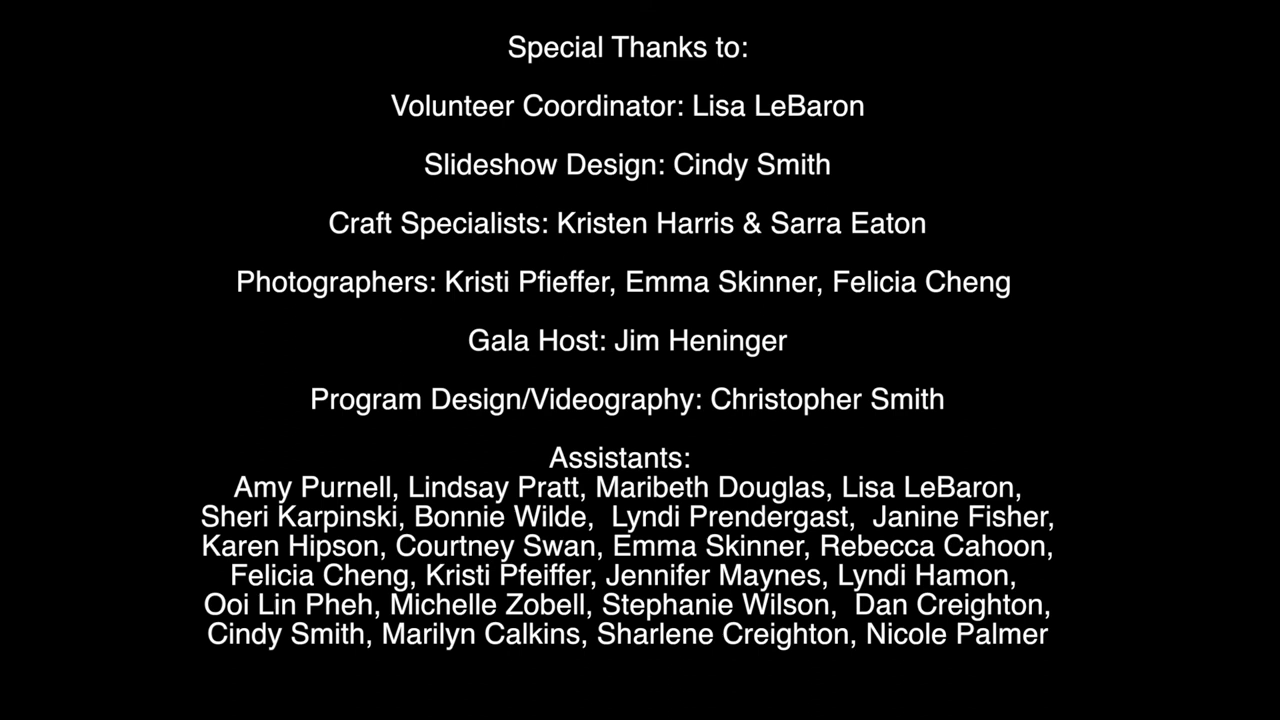 Special Thanks to:
Volunteer Coordinator: Lisa LeBaron
Slideshow Design: Cindy Smith
Craft Specialists: Kristen Harris & Sarra Eaton
Photographers: Kristi Pfieffer, Emma Skinner, Felicia Cheng
Gala Host: Jim Heninger
Program Design/Videography: Christopher Smith
Assistants:
Amy Purnell, Lindsay Pratt, Maribeth Douglas, Lisa LeBaron,
Sheri Karpinski, Bonnie Wilde,  Lyndi Prendergast,  Janine Fisher,
Karen Hipson, Courtney Swan, Emma Skinner, Rebecca Cahoon,
Felicia Cheng, Kristi Pfeiffer, Jennifer Maynes, Lyndi Hamon,
Ooi Lin Pheh, Michelle Zobell, Stephanie Wilson,  Dan Creighton,
Cindy Smith, Marilyn Calkins, Sharlene Creighton, Nicole Palmer